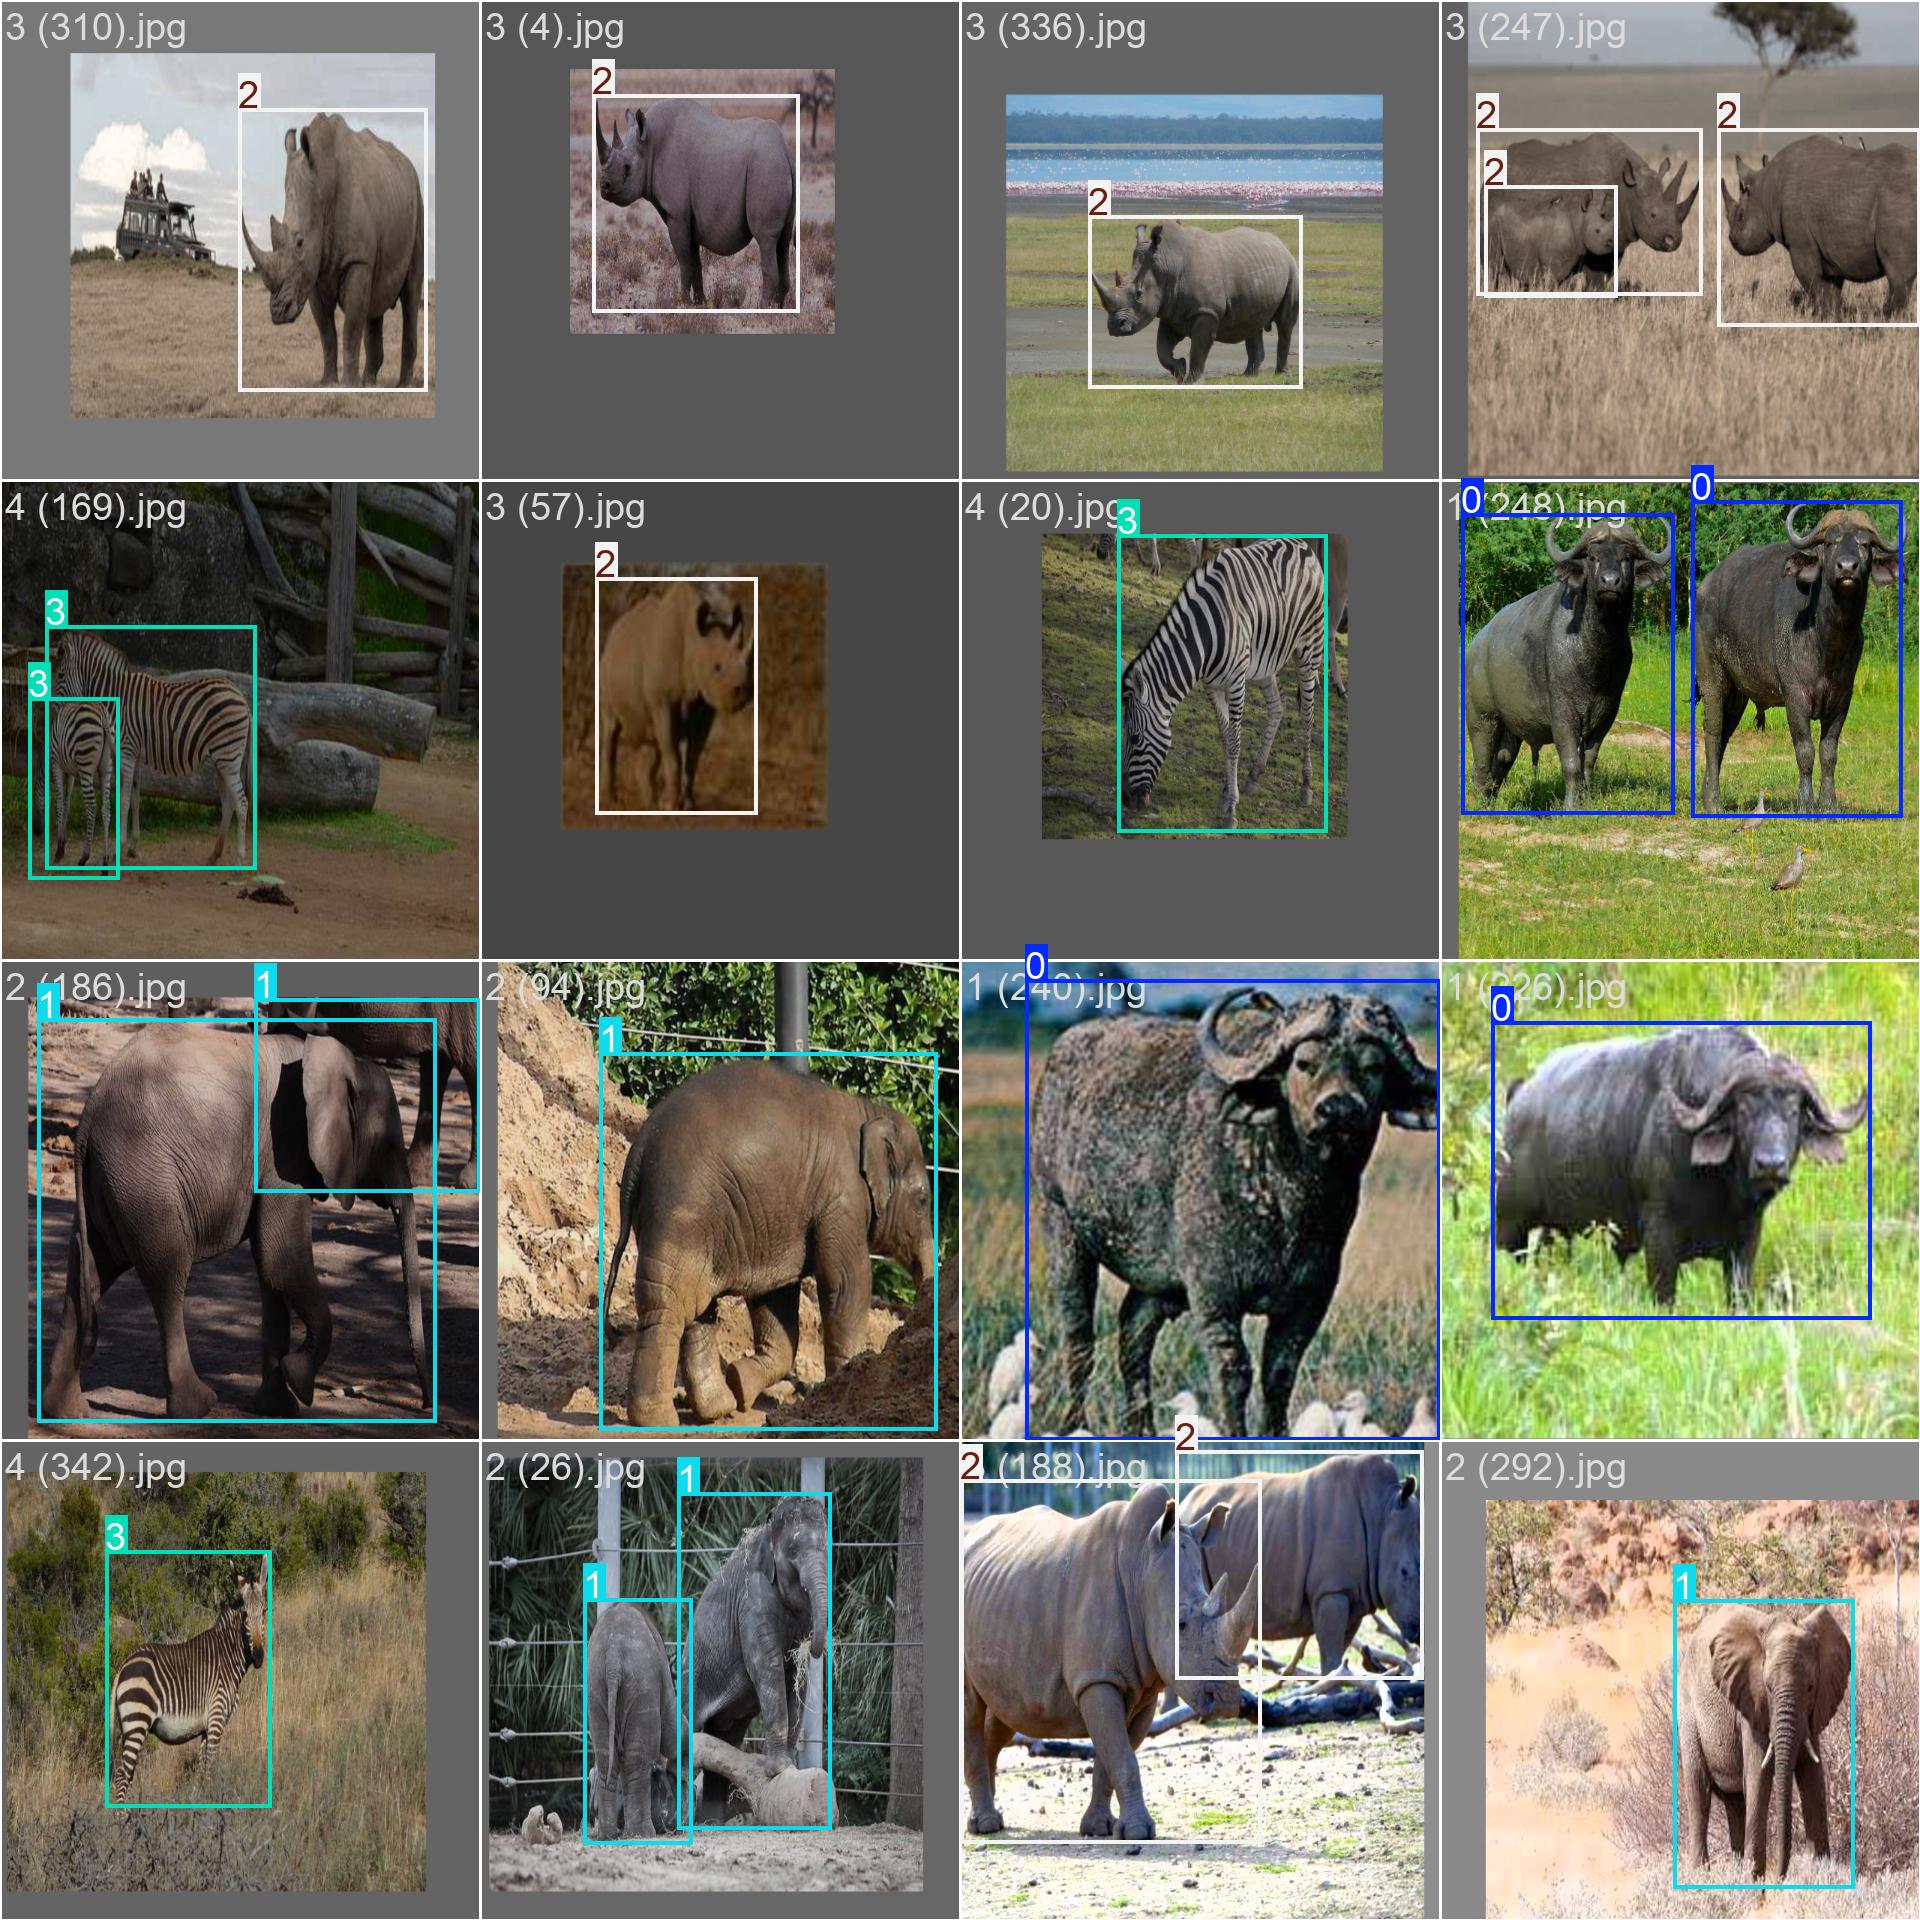 3 (310).jpg
2
3 (4).jpg
2
3 (336).jpg
2
3 (247).jpg
2
2
2
4 (169).jpg
3
3
3 (57).jpg
2
4 (20).jpg
3
1 (248).jpg
0
0
2 (186).jpg
1
1
2 (94).jpg
1
1 (240).jpg
0
1 (226).jpg
0
4 (342).jpg
3
2 (26).jpg
1
1
(188).jpg
2
2
2 (292).jpg
1